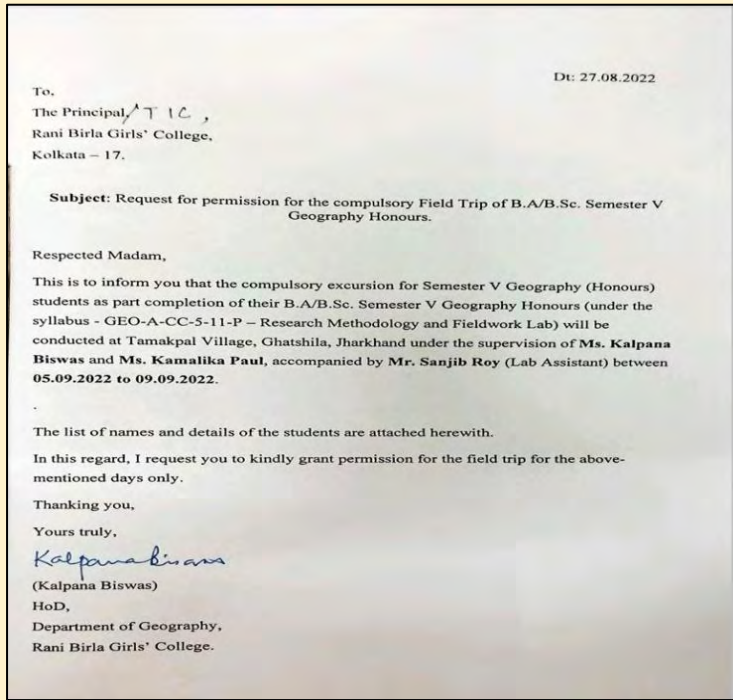 Dt: 27.08.2022
To,
The Principal, TIC,
Rani Birla Girls' College,
Kolkata – 17.
Subject: Request for permission for the compulsory Field Trip of B.A/B.Sc. Semester V
Geography Honours.
Respected Madam,
This is to inform you that the compulsory excursion for Semester V Geography (Honours)
students as part completion of their B.A/B.Sc. Semester V Geography Honours (under the
syllabus - GEO-A-CC-5-11-P – Research Methodology and Fieldwork Lab) will be
conducted at Tamakpal Village, Ghatshila, Jharkhand under the supervision of Ms. Kalpana
Biswas and Ms. Kamalika Paul, accompanied by Mr. Sanjib Roy (Lab Assistant) between
05.09.2022 to 09.09.2022.
.
The list of names and details of the students are attached herewith.
In this regard, I request you to kindly grant permission for the field trip for the above-
mentioned days only.
Thanking you,
Yours truly,
Kalpana Biswas
(Kalpana Biswas)
HoD,
Department of Geography,
Rani Birla Girls' College.